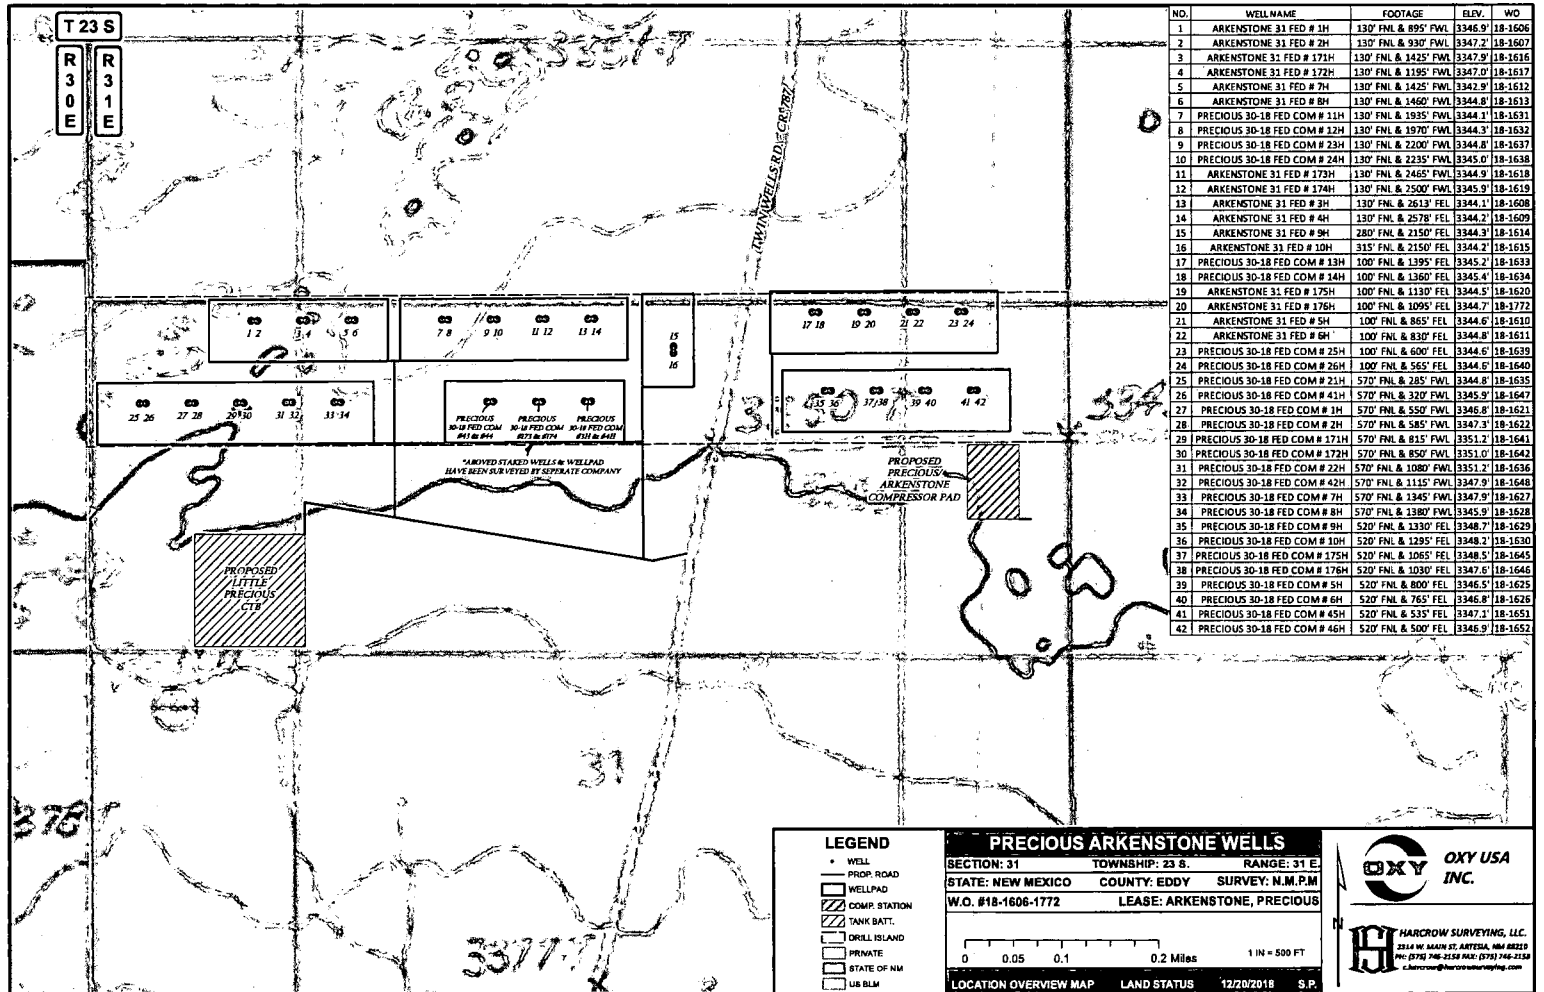 T 23 S
R30E
R31E
TWIN WELLS RD. - CR 787
1 2
3 4
5 6
7 8
9 10
11 12
13 14
15
16
17 18
19 20
21 22
23 24
25 26
27 28
29 30
31 32
33 34
PRECIOUS
30-18 FED COM
#43 & #44
PRECIOUS
30-18 FED COM
#173 & #174
PRECIOUS
30-18 FED COM
#3H & #4H
35 36
37 38
39 40
41 42
*ABOVED STAKED WELLS & WELLPAD
HAVE BEEN SURVEYED BY SEPERATE COMPANY
PROPOSED
PRECIOUS/
ARKENSTONE
COMPRESSOR PAD
PROPOSED
LITTLE
PRECIOUS
CTB
31
NO. WELL NAME FOOTAGE ELEV. WO
1 ARKENSTONE 31 FED # 1H 130' FNL & 895' FWL 3346.9' 18-1606
2 ARKENSTONE 31 FED # 2H 130' FNL & 930' FWL 3347.2' 18-1607
3 ARKENSTONE 31 FED # 171H 130' FNL & 1425' FWL 3347.9' 18-1616
4 ARKENSTONE 31 FED # 172H 130' FNL & 1195' FWL 3347.0' 18-1617
5 ARKENSTONE 31 FED # 7H 130' FNL & 1425' FWL 3342.9' 18-1612
6 ARKENSTONE 31 FED # 8H 130' FNL & 1460' FWL 3344.8' 18-1613
7 PRECIOUS 30-18 FED COM # 11H 130' FNL & 1935' FWL 3344.1' 18-1631
8 PRECIOUS 30-18 FED COM # 12H 130' FNL & 1970' FWL 3344.3' 18-1632
9 PRECIOUS 30-18 FED COM # 23H 130' FNL & 2200' FWL 3344.8' 18-1637
10 PRECIOUS 30-18 FED COM # 24H 130' FNL & 2235' FWL 3345.0' 18-1638
11 ARKENSTONE 31 FED # 173H 130' FNL & 2465' FWL 3344.9' 18-1618
12 ARKENSTONE 31 FED # 174H 130' FNL & 2500' FWL 3345.9' 18-1619
13 ARKENSTONE 31 FED # 3H 130' FNL & 2613' FEL 3344.1' 18-1608
14 ARKENSTONE 31 FED # 4H 130' FNL & 2578' FEL 3344.2' 18-1609
15 ARKENSTONE 31 FED # 9H 280' FNL & 2150' FEL 3344.3' 18-1614
16 ARKENSTONE 31 FED # 10H 315' FNL & 2150' FEL 3344.2' 18-1615
17 PRECIOUS 30-18 FED COM # 13H 100' FNL & 1395' FEL 3345.2' 18-1633
18 PRECIOUS 30-18 FED COM # 14H 100' FNL & 1360' FEL 3345.4' 18-1634
19 ARKENSTONE 31 FED # 175H 100' FNL & 1130' FEL 3344.5' 18-1620
20 ARKENSTONE 31 FED # 176H 100' FNL & 1095' FEL 3344.7' 18-1772
21 ARKENSTONE 31 FED # 5H 100' FNL & 865' FEL 3344.6' 18-1610
22 ARKENSTONE 31 FED # 6H 100' FNL & 830' FEL 3344.8' 18-1611
23 PRECIOUS 30-18 FED COM # 25H 100' FNL & 600' FEL 3344.6' 18-1639
24 PRECIOUS 30-18 FED COM # 26H 100' FNL & 565' FEL 3344.6' 18-1640
25 PRECIOUS 30-18 FED COM # 21H 570' FNL & 285' FWL 3344.8' 18-1635
26 PRECIOUS 30-18 FED COM # 41H 570' FNL & 320' FWL 3345.9' 18-1647
27 PRECIOUS 30-18 FED COM # 1H 570' FNL & 550' FWL 3346.8' 18-1621
28 PRECIOUS 30-18 FED COM # 2H 570' FNL & 585' FWL 3347.3' 18-1622
29 PRECIOUS 30-18 FED COM # 171H 570' FNL & 815' FWL 3351.2' 18-1641
30 PRECIOUS 30-18 FED COM # 172H 570' FNL & 850' FWL 3351.0' 18-1642
31 PRECIOUS 30-18 FED COM # 22H 570' FNL & 1080' FWL 3351.2' 18-1636
32 PRECIOUS 30-18 FED COM # 42H 570' FNL & 1115' FWL 3347.9' 18-1648
33 PRECIOUS 30-18 FED COM # 7H 570' FNL & 1345' FWL 3347.9' 18-1627
34 PRECIOUS 30-18 FED COM # 8H 570' FNL & 1380' FWL 3345.9' 18-1628
35 PRECIOUS 30-18 FED COM # 9H 520' FNL & 1330' FEL 3348.7' 18-1629
36 PRECIOUS 30-18 FED COM # 10H 520' FNL & 1295' FEL 3348.2' 18-1630
37 PRECIOUS 30-18 FED COM # 175H 520' FNL & 1065' FEL 3348.5' 18-1645
38 PRECIOUS 30-18 FED COM # 176H 520' FNL & 1030' FEL 3347.6' 18-1646
39 PRECIOUS 30-18 FED COM # 5H 520' FNL & 800' FEL 3346.5' 18-1625
40 PRECIOUS 30-18 FED COM # 6H 520' FNL & 765' FEL 3346.8' 18-1626
41 PRECIOUS 30-18 FED COM # 45H 520' FNL & 535' FEL 3347.1' 18-1651
42 PRECIOUS 30-18 FED COM # 46H 520' FNL & 500' FEL 3346.9' 18-1652
LEGEND
WELL
PROP. ROAD
WELLPAD
COMP. STATION
TANK BATT.
DRILL ISLAND
PRIVATE
STATE OF NM
US BLM
PRECIOUS ARKENSTONE WELLS
SECTION: 31 TOWNSHIP: 23 S. RANGE: 31 E.
STATE: NEW MEXICO COUNTY: EDDY SURVEY: N.M.P.M
W.O. #18-1606-1772 LEASE: ARKENSTONE, PRECIOUS
0 0.05 0.1 0.2 Miles 1 IN = 500 FT
LOCATION OVERVIEW MAP LAND STATUS 12/20/2018 S.P.
N
OXY
OXY USA
INC.
HARCROW SURVEYING, LLC.
2314 W. MAIN ST, ARTESIA, NM 88210
PH: (575) 746-2158 FAX: (575) 746-2158
c.harcrow@harcrowsurveying.com